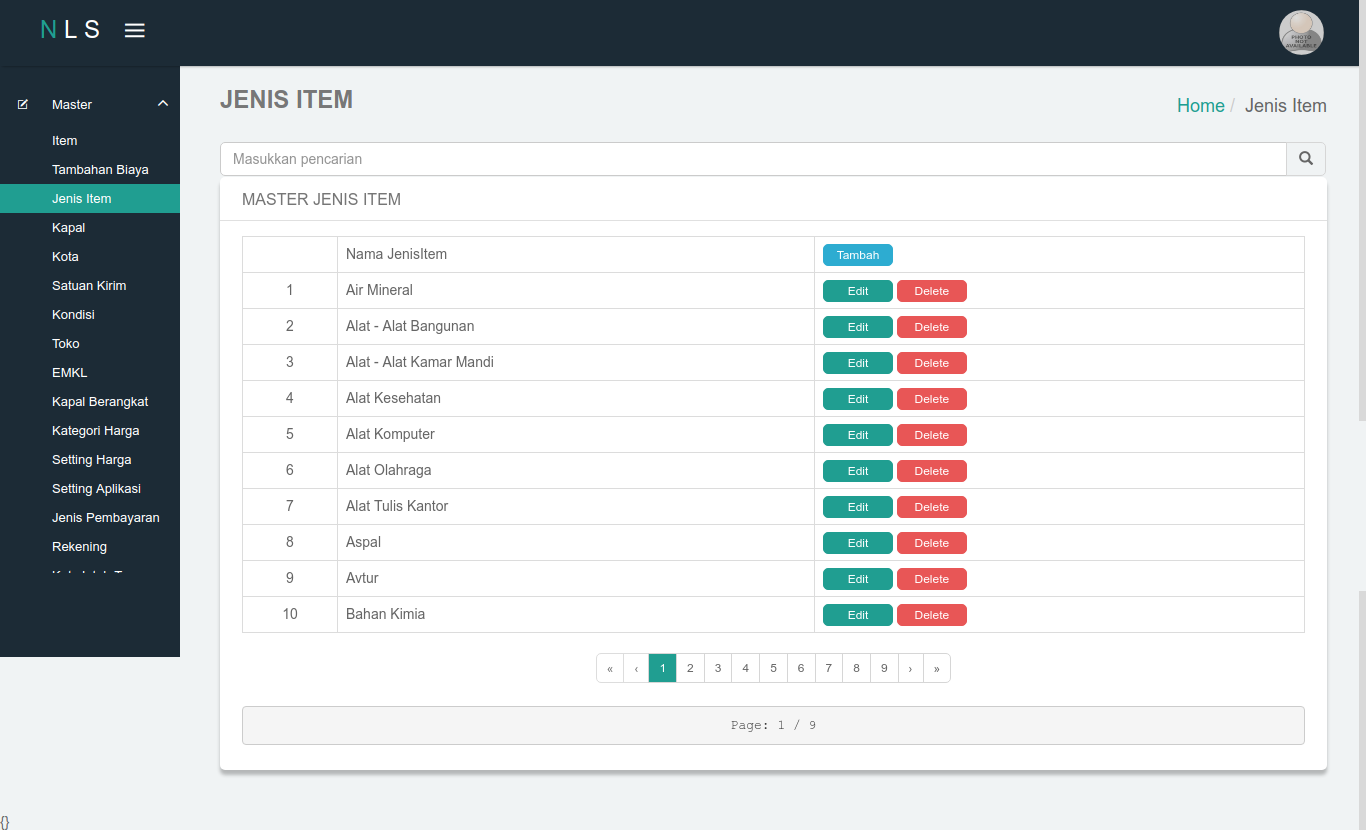 NLS
PHOTO NOT AVAILABLE
Master
Item
Tambahan Biaya
Jenis Item
Kapal
Kota
Satuan Kirim
Kondisi
Toko
EMKL
Kapal Berangkat
Kategori Harga
Setting Harga
Setting Aplikasi
Jenis Pembayaran
Rekening
JENIS ITEM
Home / Jenis Item
Masukkan pencarian
MASTER JENIS ITEM
Nama JenisItem Tambah
1 Air Mineral Edit Delete
2 Alat - Alat Bangunan Edit Delete
3 Alat - Alat Kamar Mandi Edit Delete
4 Alat Kesehatan Edit Delete
5 Alat Komputer Edit Delete
6 Alat Olahraga Edit Delete
7 Alat Tulis Kantor Edit Delete
8 Aspal Edit Delete
9 Avtur Edit Delete
10 Bahan Kimia Edit Delete
« ‹ 1 2 3 4 5 6 7 8 9 › »
Page: 1 / 9
{}